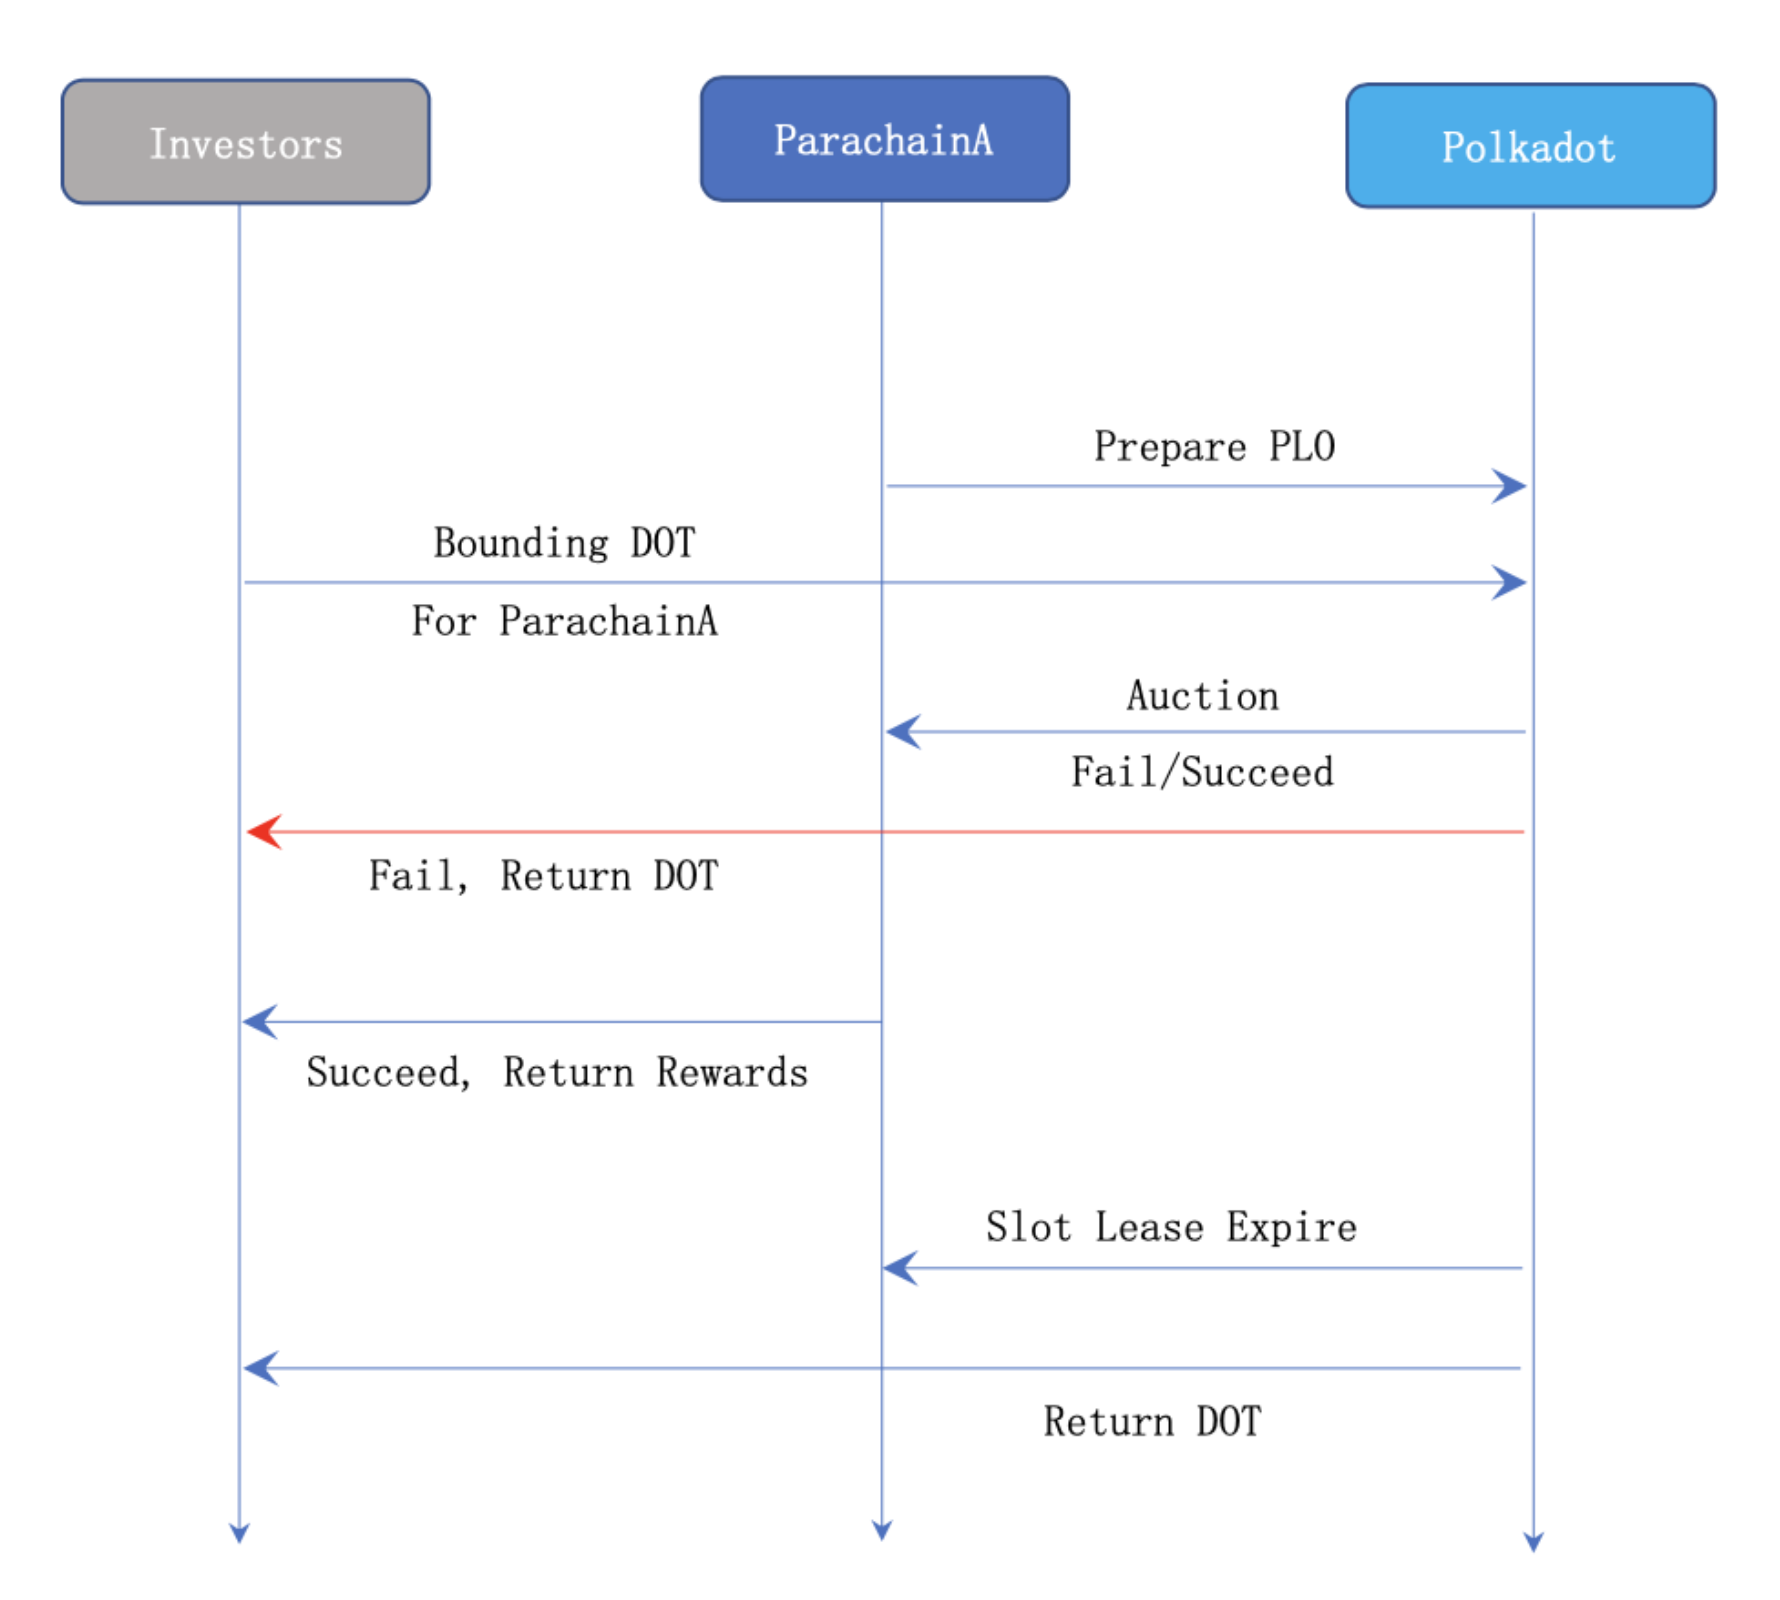 Investors
ParachainA
Polkadot
Prepare PLO
Bounding DOT
For ParachainA
Auction
Fail/Succeed
Fail, Return DOT
Succeed, Return Rewards
Slot Lease Expire
Return DOT